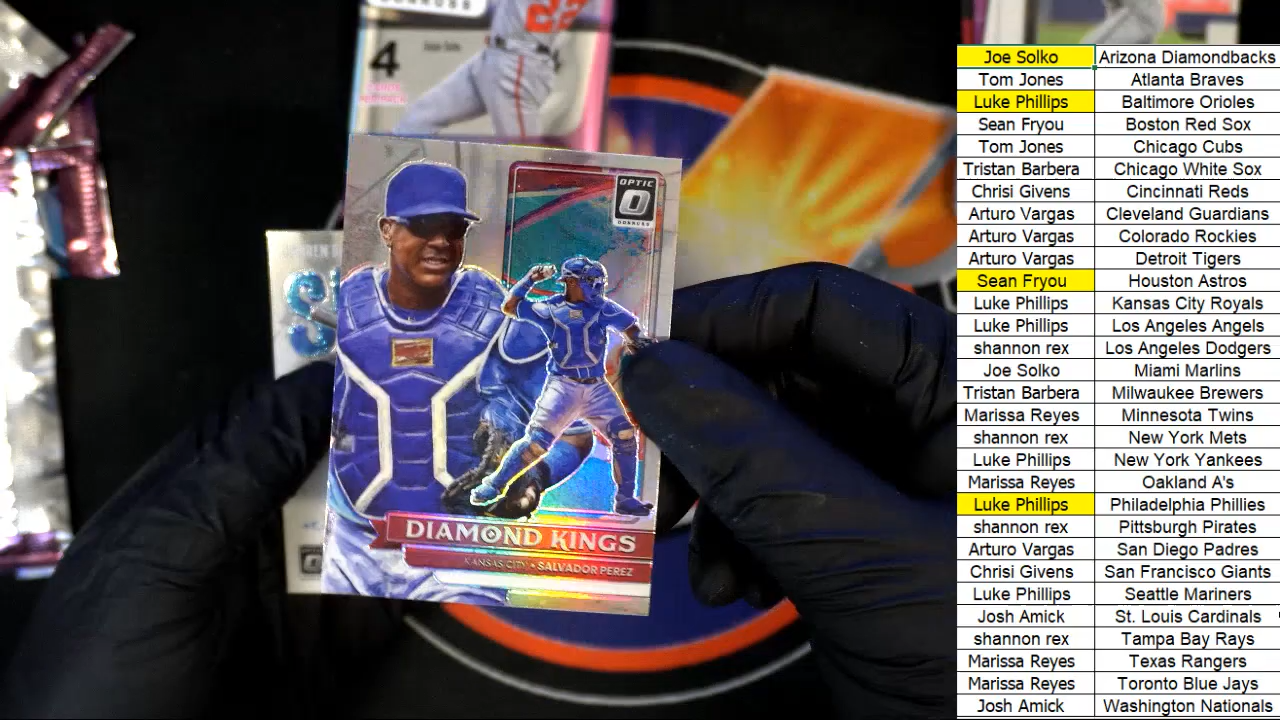 4
OPTIC
DONRUSS
DIAMOND KINGS
KANSAS CITY • SALVADOR PEREZ
Joe Solko Arizona Diamondbacks
Tom Jones Atlanta Braves
Luke Phillips Baltimore Orioles
Sean Fryou Boston Red Sox
Tom Jones Chicago Cubs
Tristan Barbera Chicago White Sox
Chrisi Givens Cincinnati Reds
Arturo Vargas Cleveland Guardians
Arturo Vargas Colorado Rockies
Arturo Vargas Detroit Tigers
Sean Fryou Houston Astros
Luke Phillips Kansas City Royals
Luke Phillips Los Angeles Angels
shannon rex Los Angeles Dodgers
Joe Solko Miami Marlins
Tristan Barbera Milwaukee Brewers
Marissa Reyes Minnesota Twins
shannon rex New York Mets
Luke Phillips New York Yankees
Marissa Reyes Oakland A's
Luke Phillips Philadelphia Phillies
shannon rex Pittsburgh Pirates
Arturo Vargas San Diego Padres
Chrisi Givens San Francisco Giants
Luke Phillips Seattle Mariners
Josh Amick St. Louis Cardinals
shannon rex Tampa Bay Rays
Marissa Reyes Texas Rangers
Marissa Reyes Toronto Blue Jays
Josh Amick Washington Nationals